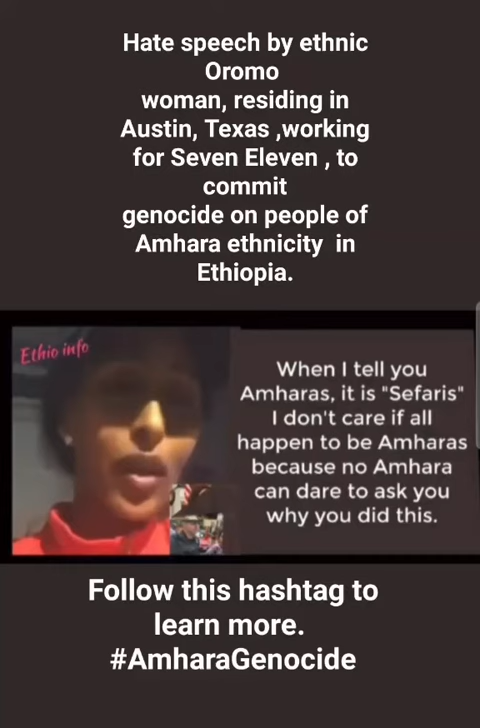 Hate speech by ethnic
Oromo
woman, residing in
Austin, Texas ,working
for Seven Eleven , to
commit
genocide on people of
Amhara ethnicity  in
Ethiopia.
Ethio info
When I tell you
Amharas, it is "Sefaris"
I don't care if all
happen to be Amharas
because no Amhara
can dare to ask you
why you did this.
Follow this hashtag to
learn more.
#AmharaGenocide